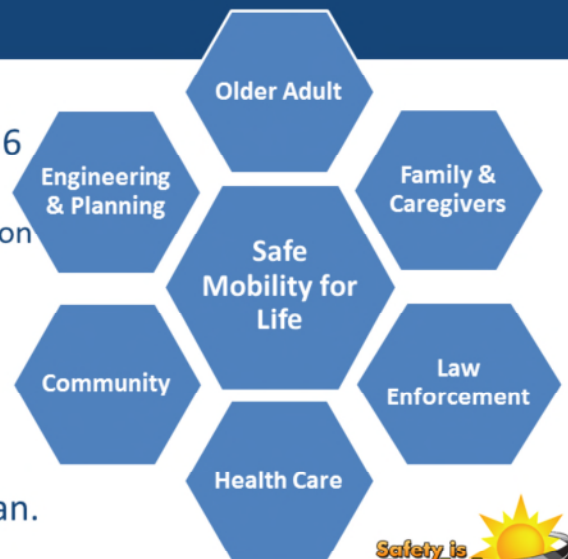 Older Adult
6
Engineering
& Planning
Family &
Caregivers
on
Safe
Mobility for
Life
Community
Law
Enforcement
Health Care
an.
Safety is